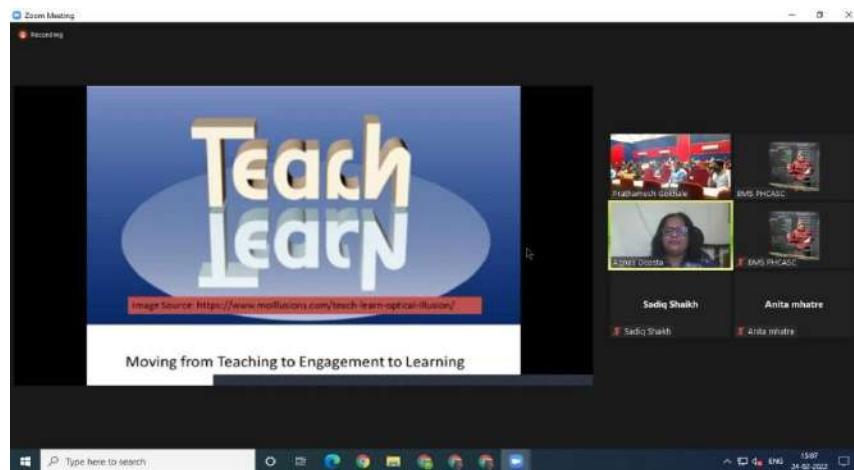 Zoom Meeting
Recording
Teach
Learn
Image Source: https://www.moillusions.com/teach-learn-optical-illusion/
Moving from Teaching to Engagement to Learning
Prathamesh Gokhale
BMS PHCASC
Agnes Dcosta
BMS PHCASC
Sadiq Shaikh
Anita mhatre
Sadiq Shaikh
Anita mhatre
Type here to search
ENG
15:07
24-02-2022